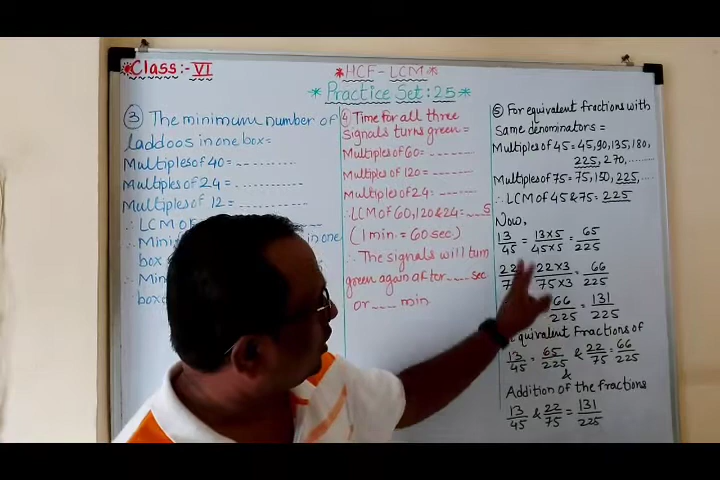 *Class:- VI
*HCF-LCM*
*Practice Set:25*
③ The minimum number of
laddoos in one box=
Multiples of 40= ----------
Multiples of 24= ----------
Multiples of 12= ----------
∴ LCM of
∴ Mini in one
box
∴ Min
box
④ Time for all three
signals turns green=
Multiples of 60= --------
Multiples of 120= --------
Multiples of 24= --------
∴LCM of 60,120&24=---- S
(1 min.= 60 sec.)
∴ The signals will turn
green again after---- sec
or ---- min
⑤ For equivalent fractions with
same denominators=
Multiples of 45=45,90,135,180,
225, 270, ........
Multiples of 75=75,150,225,....
∴ LCM of 45 & 75= 225
Now,
13/45 = 13×5/45×5 = 65/225
22/7 = 22×3/75×3 = 66/225
66/225 = 131/225
equivalent Fractions of
13/45 = 65/225 & 22/75 = 66/225
&
Addition of the fractions
13/45 & 22/75 = 131/225